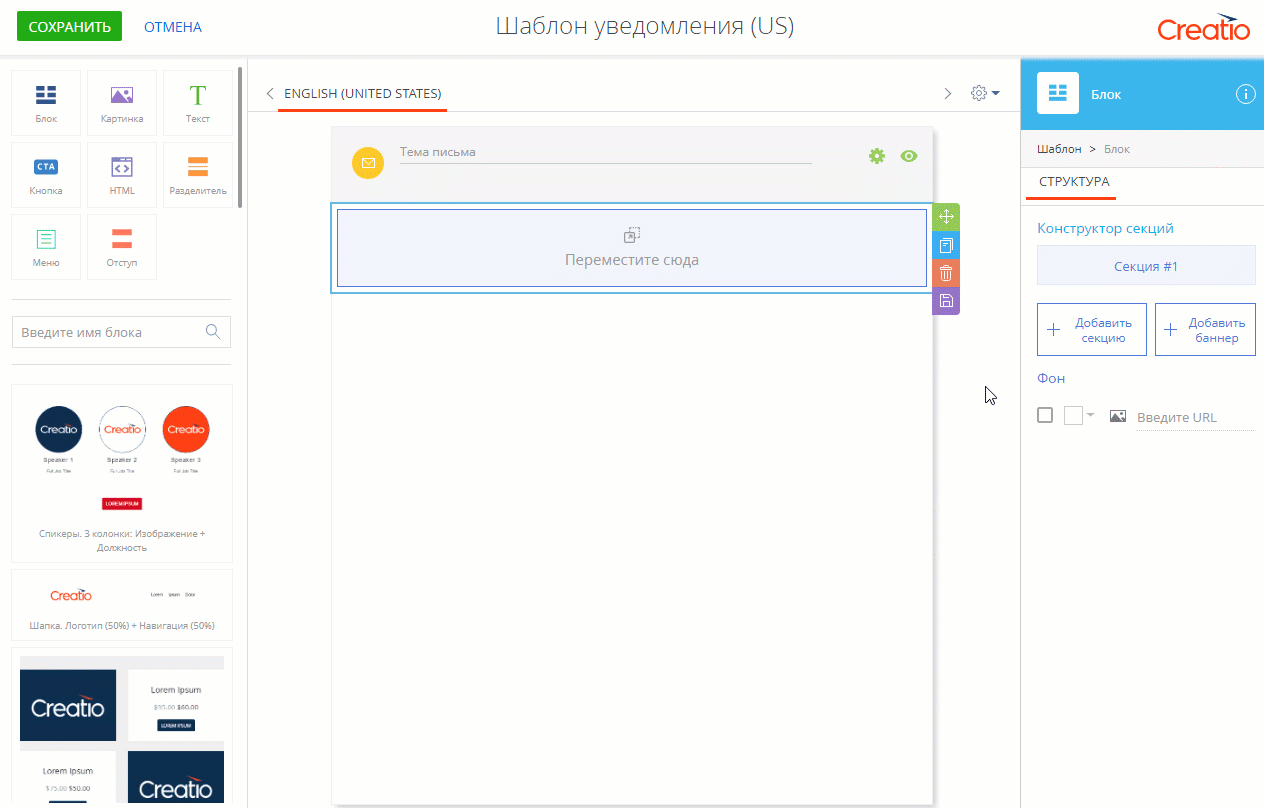 СОХРАНИТЬ ОТМЕНА Шаблон уведомления (US) Creatio
Блок Картинка Текст
CTA
Кнопка HTML Разделитель
Меню Отступ
Введите имя блока
Creatio Creatio Creatio
Speaker 1 Speaker 2 Speaker 3
Full Job Title Full Job Title Full Job Title
LOREM IPSUM
Спикеры. 3 колонки: Изображение +
Должность
Creatio Lorem Ipsum Dolor
Шапка. Логотип (50%) + Навигация (50%)
Creatio
Lorem Ipsum
$95.00 $60.00
LOREM IPSUM
Lorem Ipsum
$75.00 $50.00
Creatio
ENGLISH (UNITED STATES)
Тема письма
Переместите сюда
Блок
Шаблон > Блок
СТРУКТУРА
Конструктор секций
Секция #1
+ Добавить секцию
+ Добавить баннер
Фон
Введите URL